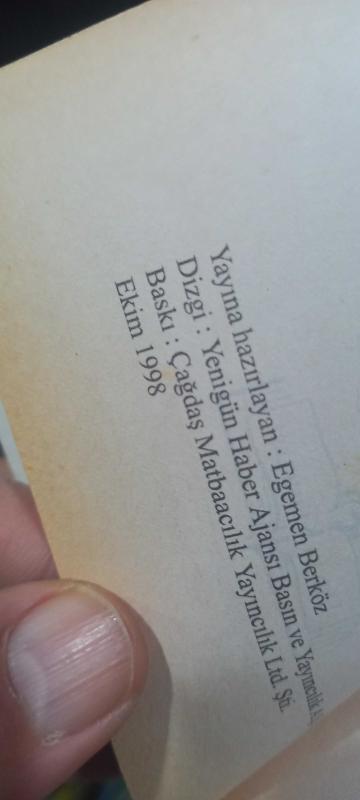 Yayına hazırlayan : Egemen Berköz
Dizgi : Yenigün Haber Ajansı Basın ve Yayıncılık
Baskı : Çağdaş Matbaacılık Yayıncılık Ltd. Şti.
Ekim 1998